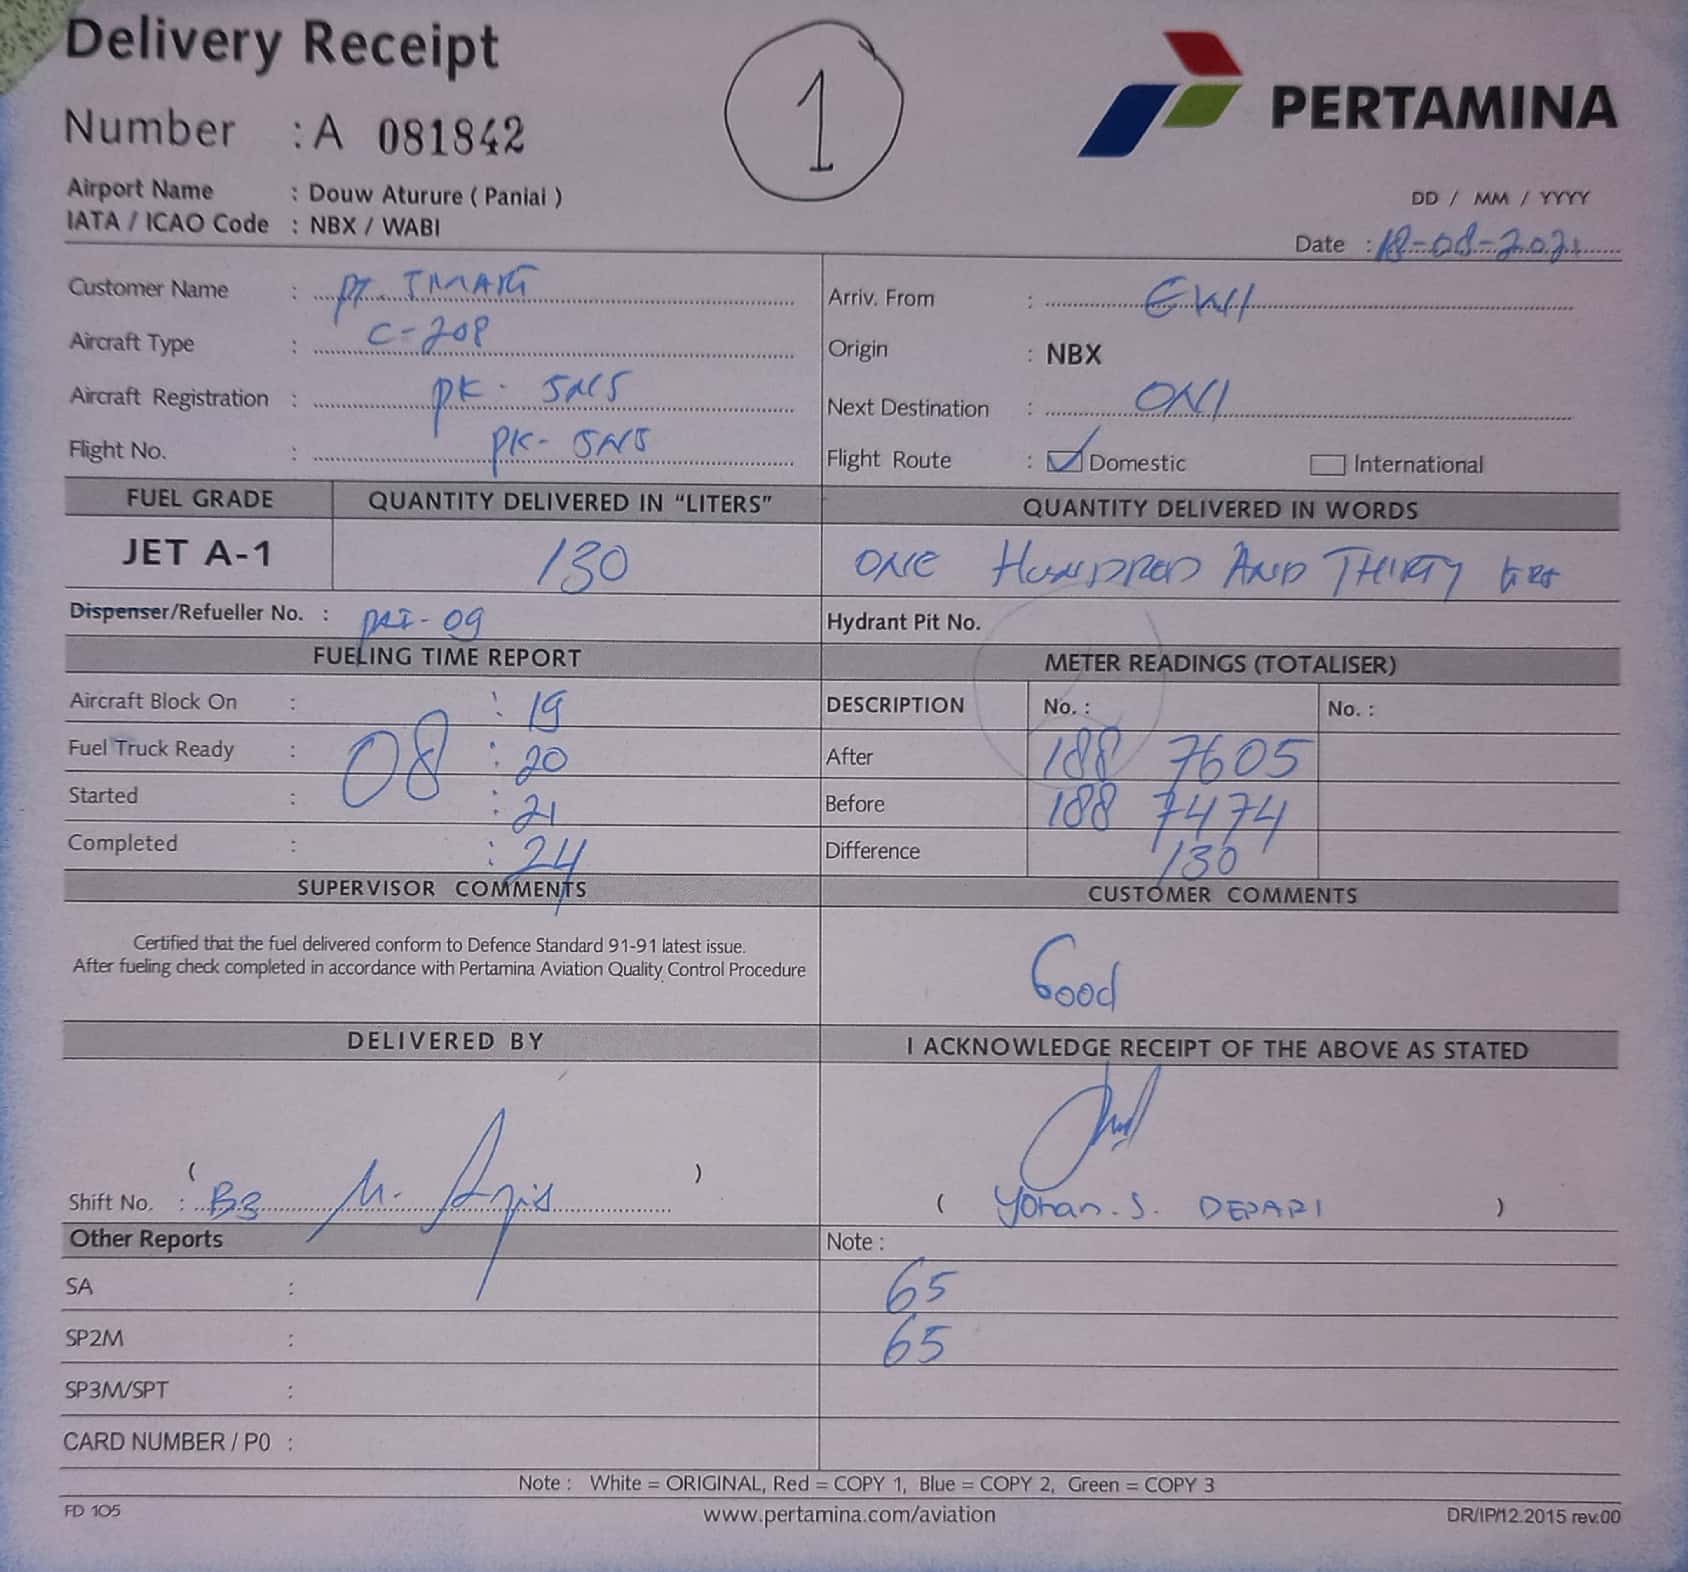 Delivery Receipt
1
PERTAMINA
Number : A 081842
Airport Name : Douw Aturure ( Paniai )
IATA / ICAO Code : NBX / WABI
DD / MM / YYYY
Date : -08-2021
Customer Name : PT.
Arriv. From :
Aircraft Type : C-208
Origin : NBX
Aircraft Registration : PK-
Next Destination : ONI
Flight No. : PK-
Flight Route : Domestic International
FUEL GRADE QUANTITY DELIVERED IN “LITERS” QUANTITY DELIVERED IN WORDS
JET A-1 130 ONE HUNDRED AND THIRTY
Dispenser/Refueller No. : -09
Hydrant Pit No.
FUELING TIME REPORT METER READINGS (TOTALISER)
Aircraft Block On : : 19
DESCRIPTION No. : No. :
Fuel Truck Ready : 08 : 20
After 188 7605
Started : : 21
Before 188 7474
Completed : : 24
Difference 130
SUPERVISOR COMMENTS CUSTOMER COMMENTS
Certified that the fuel delivered conform to Defence Standard 91-91 latest issue.
After fueling check completed in accordance with Pertamina Aviation Quality Control Procedure
Good
DELIVERED BY I ACKNOWLEDGE RECEIPT OF THE ABOVE AS STATED
( )
Shift No. : B3 M. Azis
( Yohan. S. DEPARI )
Other Reports Note :
SA : 65
SP2M : 65
SP3M/SPT :
CARD NUMBER / P0 :
Note : White = ORIGINAL, Red = COPY 1, Blue = COPY 2, Green = COPY 3
FD 105 www.pertamina.com/aviation DR/IP/12.2015 rev.00